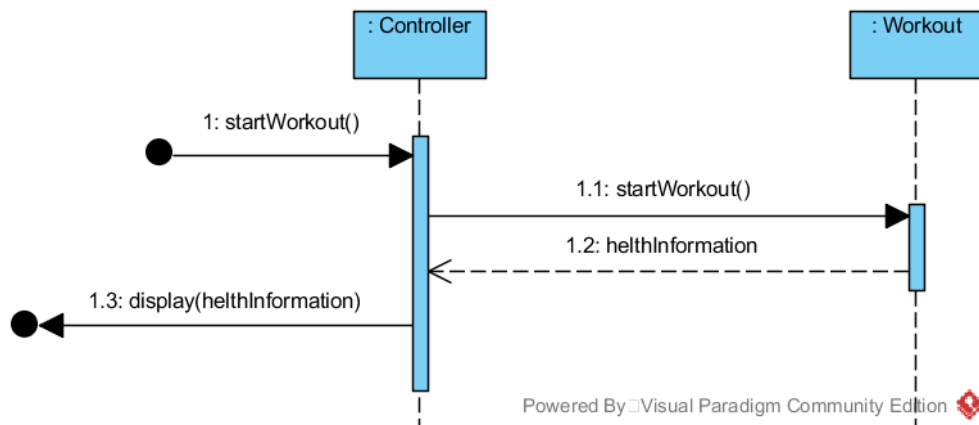 : Controller
: Workout
1: startWorkout()
1.1: startWorkout()
1.2: helthInformation
1.3: display(helthInformation)
Powered By Visual Paradigm Community Edition